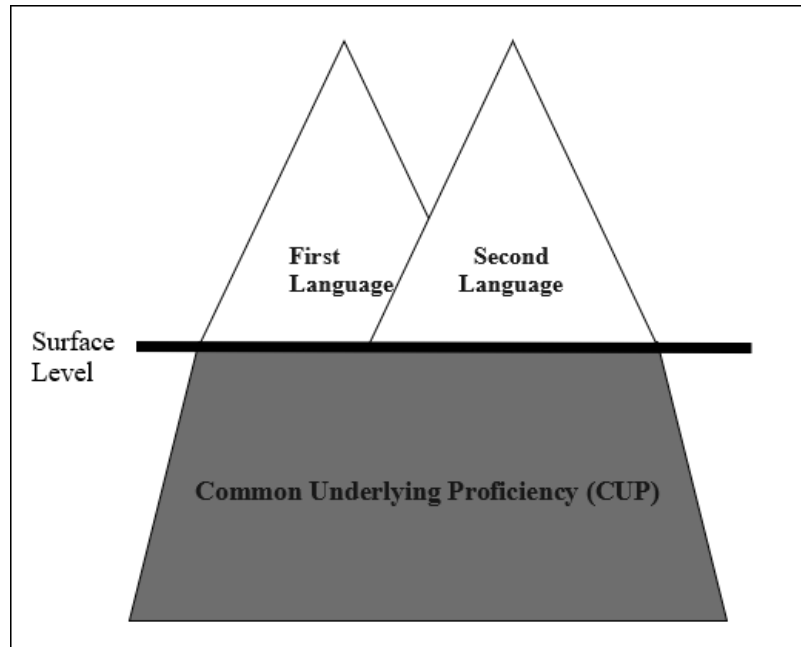 First
Language
Second
Language
Surface
Level
Common Underlying Proficiency (CUP)